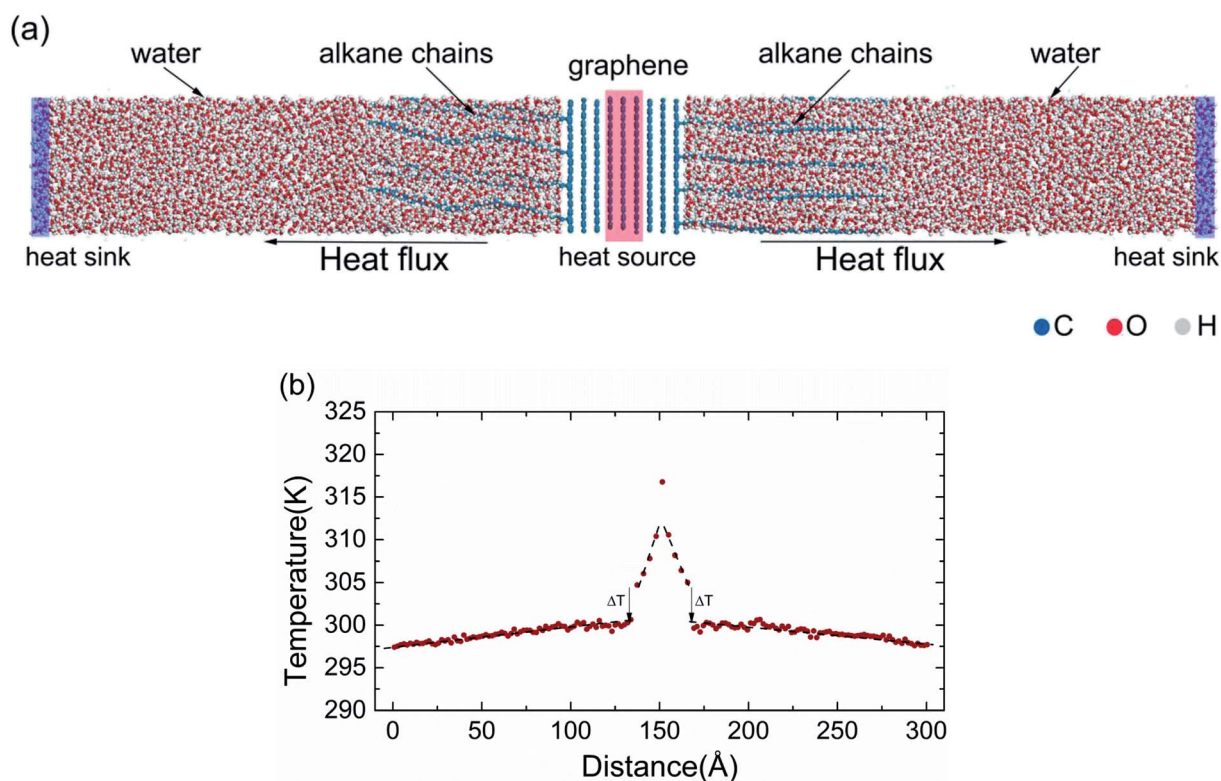 (a)
water
alkane chains
graphene
alkane chains
water
heat sink
Heat flux
heat source
Heat flux
heat sink
C
O
H
(b)
Temperature(K)
325
320
315
310
305
300
295
290
ΔT
ΔT
0
50
100
150
200
250
300
Distance(Å)